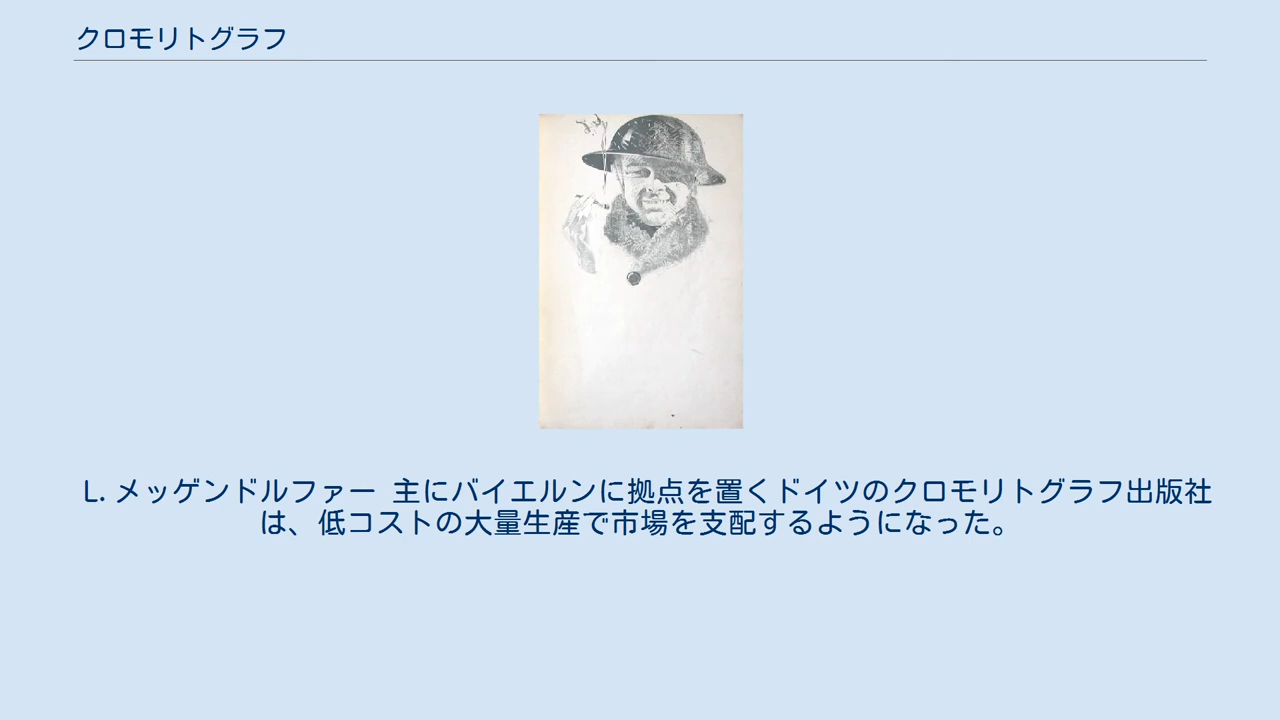 クロモリトグラフ
L. メッゲンドルファー 主にバイエルンに拠点を置くドイツのクロモリトグラフ出版社
は、低コストの大量生産で市場を支配するようになった。